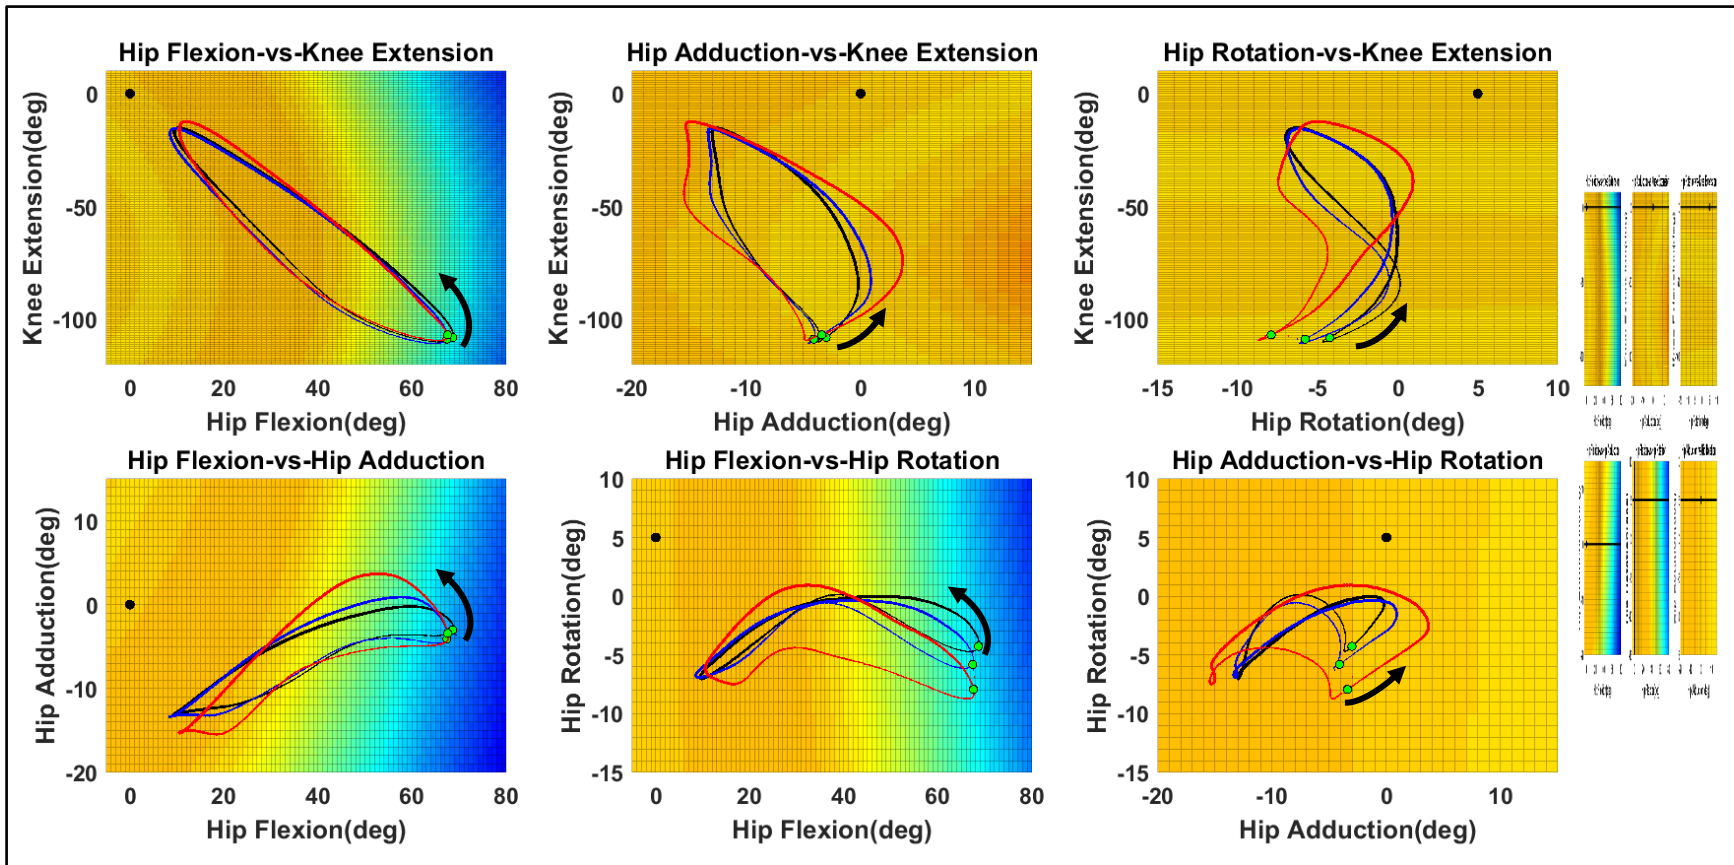 Hip Flexion-vs-Knee Extension
Knee Extension(deg)
0
-50
-100
0 20 40 60 80
Hip Flexion(deg)
Hip Adduction-vs-Knee Extension
Knee Extension(deg)
0
-50
-100
-20 -10 0 10
Hip Adduction(deg)
Hip Rotation-vs-Knee Extension
Knee Extension(deg)
0
-50
-100
-15 -10 -5 0 5 10
Hip Rotation(deg)
Hip Flexion-vs-Hip Adduction
Hip Adduction(deg)
10
0
-10
-20
0 20 40 60 80
Hip Flexion(deg)
Hip Flexion-vs-Hip Rotation
Hip Rotation(deg)
10
5
0
-5
-10
-15
0 20 40 60 80
Hip Flexion(deg)
Hip Adduction-vs-Hip Rotation
Hip Rotation(deg)
10
5
0
-5
-10
-15
-20 -10 0 10
Hip Adduction(deg)